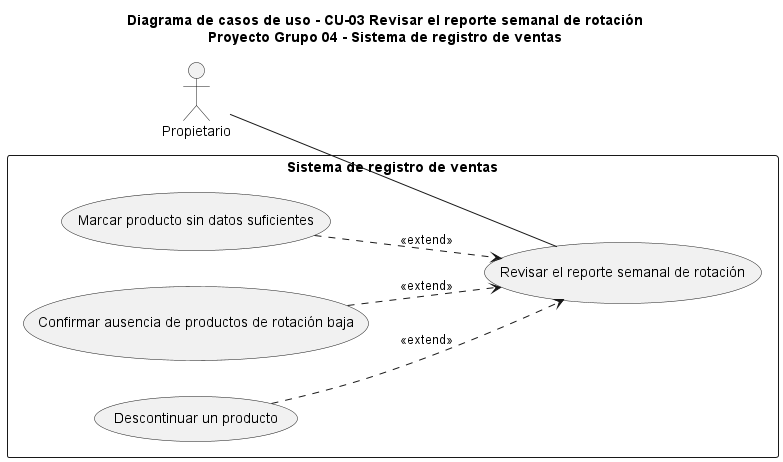 Diagrama de casos de uso - CU-03 Revisar el reporte semanal de rotación
Proyecto Grupo 04 - Sistema de registro de ventas
Propietario
Sistema de registro de ventas
Marcar producto sin datos suficientes
«extend»
Revisar el reporte semanal de rotación
«extend»
Confirmar ausencia de productos de rotación baja
«extend»
Descontinuar un producto